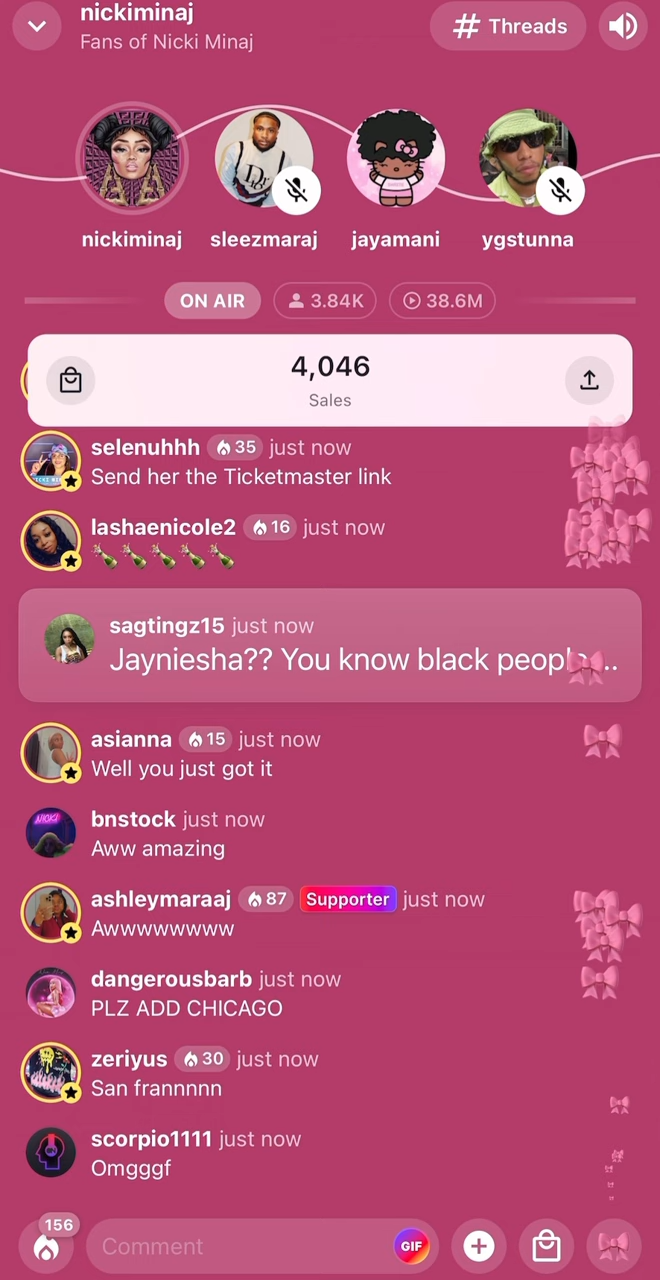 nickiminaj
Fans of Nicki Minaj
# Threads
nickiminaj
sleezmaraj
jayamani
ygstunna
ON AIR
3.84K
38.6M
4,046
Sales
selenuhhh 35 just now
Send her the Ticketmaster link
lashaenicole2 16 just now
🍾🍾🍾🍾🍾
sagtingz15 just now
Jayniesha?? You know black people...
asianna 15 just now
Well you just got it
bnstock just now
Aww amazing
ashleymaraaj 87 Supporter just now
Awwwwwwww
dangerousbarb just now
PLZ ADD CHICAGO
zeriyus 30 just now
San frannnnn
scorpio1111 just now
Omgggf
156
Comment
GIF